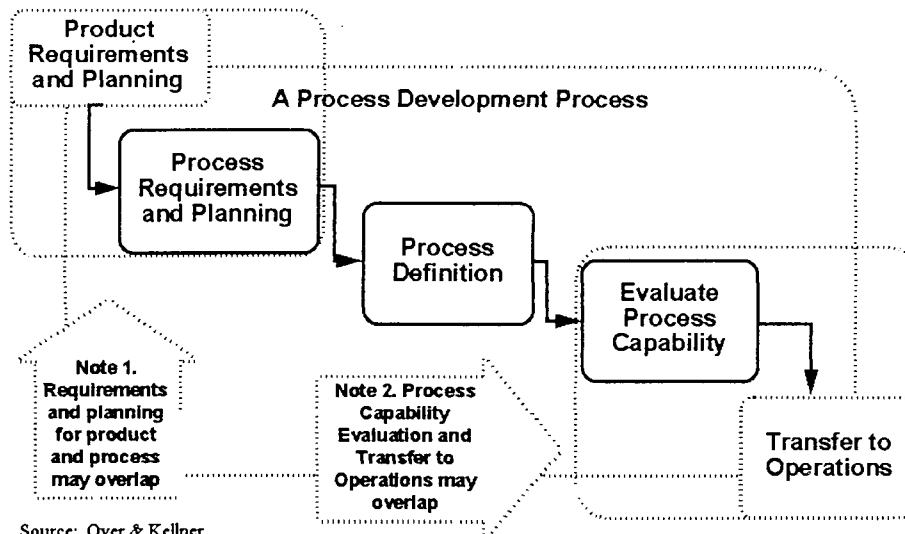 Product
Requirements
and Planning
A Process Development Process
Process
Requirements
and Planning
Process
Definition
Evaluate
Process
Capability
Transfer to
Operations
Note 1.
Requirements
and planning
for product
and process
may overlap
Note 2. Process
Capability
Evaluation and
Transfer to
Operations may
overlap
Source: Over & Kellner